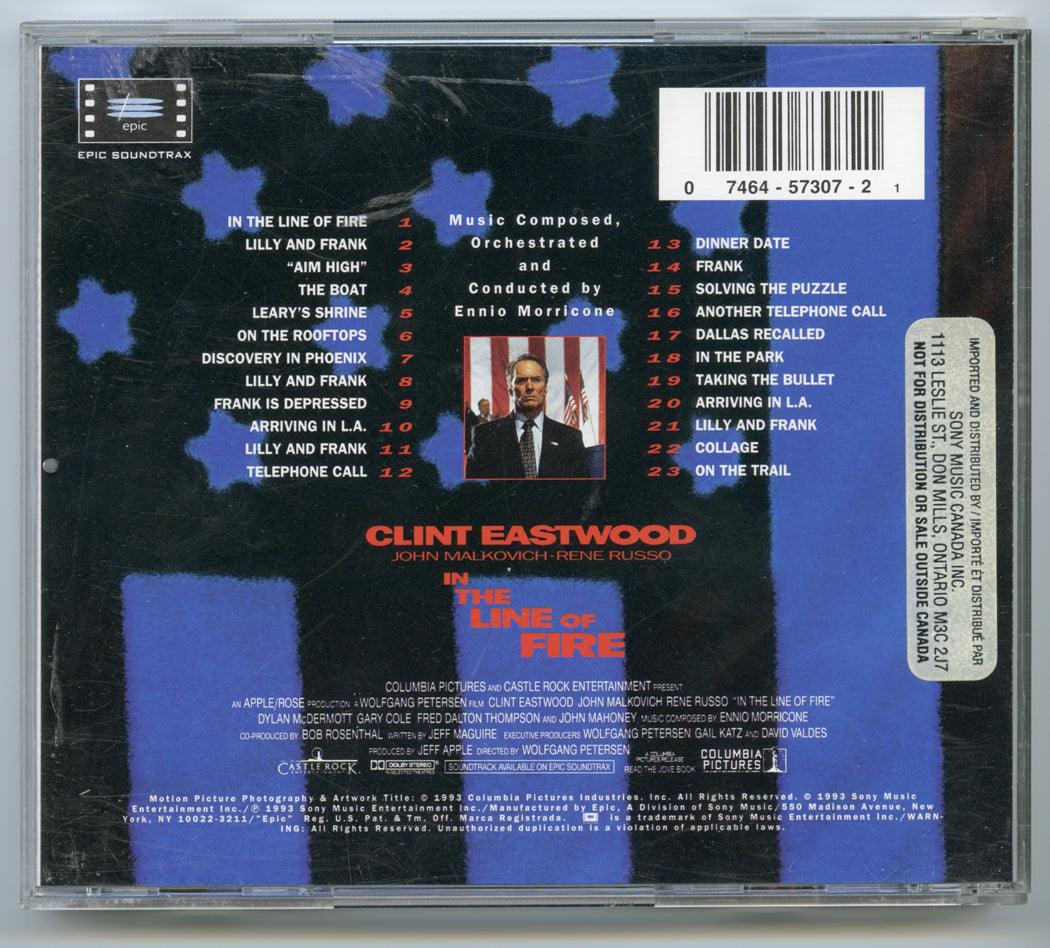 epic
EPIC SOUNDTRAX
0 7464 - 57307 - 2 1
IN THE LINE OF FIRE 1
LILLY AND FRANK 2
“AIM HIGH” 3
THE BOAT 4
LEARY'S SHRINE 5
ON THE ROOFTOPS 6
DISCOVERY IN PHOENIX 7
LILLY AND FRANK 8
FRANK IS DEPRESSED 9
ARRIVING IN L.A. 10
LILLY AND FRANK 11
TELEPHONE CALL 12
Music Composed,
Orchestrated
and
Conducted by
Ennio Morricone
13 DINNER DATE
14 FRANK
15 SOLVING THE PUZZLE
16 ANOTHER TELEPHONE CALL
17 DALLAS RECALLED
18 IN THE PARK
19 TAKING THE BULLET
20 ARRIVING IN L.A.
21 LILLY AND FRANK
22 COLLAGE
23 ON THE TRAIL
IMPORTED AND DISTRIBUTED BY / IMPORTÉ ET DISTRIBUÉ PAR
SONY MUSIC CANADA INC.
1113 LESLIE ST., DON MILLS, ONTARIO M3C 2J7
NOT FOR DISTRIBUTION OR SALE OUTSIDE CANADA
CLINT EASTWOOD
JOHN MALKOVICH - RENE RUSSO
IN
THE
LINE OF
FIRE
COLUMBIA PICTURES AND CASTLE ROCK ENTERTAINMENT PRESENT
AN APPLE/ROSE PRODUCTION A WOLFGANG PETERSEN FILM CLINT EASTWOOD JOHN MALKOVICH RENE RUSSO “IN THE LINE OF FIRE”
DYLAN McDERMOTT GARY COLE FRED DALTON THOMPSON AND JOHN MAHONEY MUSIC COMPOSED BY ENNIO MORRICONE
CO-PRODUCED BY BOB ROSENTHAL WRITTEN BY JEFF MAGUIRE EXECUTIVE PRODUCERS WOLFGANG PETERSEN GAIL KATZ AND DAVID VALDES
PRODUCED BY JEFF APPLE DIRECTED BY WOLFGANG PETERSEN
CASTLE ROCK
ENTERTAINMENT
DOLBY STEREO
IN SELECTED THEATRES
SOUNDTRACK AVAILABLE ON EPIC SOUNDTRAX
A COLUMBIA
PICTURES RELEASE
READ THE JOVE BOOK
COLUMBIA
PICTURES
Motion Picture Photography & Artwork Title: © 1993 Columbia Pictures Industries, Inc. All Rights Reserved. © 1993 Sony Music
Entertainment Inc./℗ 1993 Sony Music Entertainment Inc./Manufactured by Epic, A Division of Sony Music/550 Madison Avenue, New
York, NY 10022-3211/"Epic" Reg. U.S. Pat. & Tm. Off. Marca Registrada. is a trademark of Sony Music Entertainment Inc./WARN-
ING: All Rights Reserved. Unauthorized duplication is a violation of applicable laws.